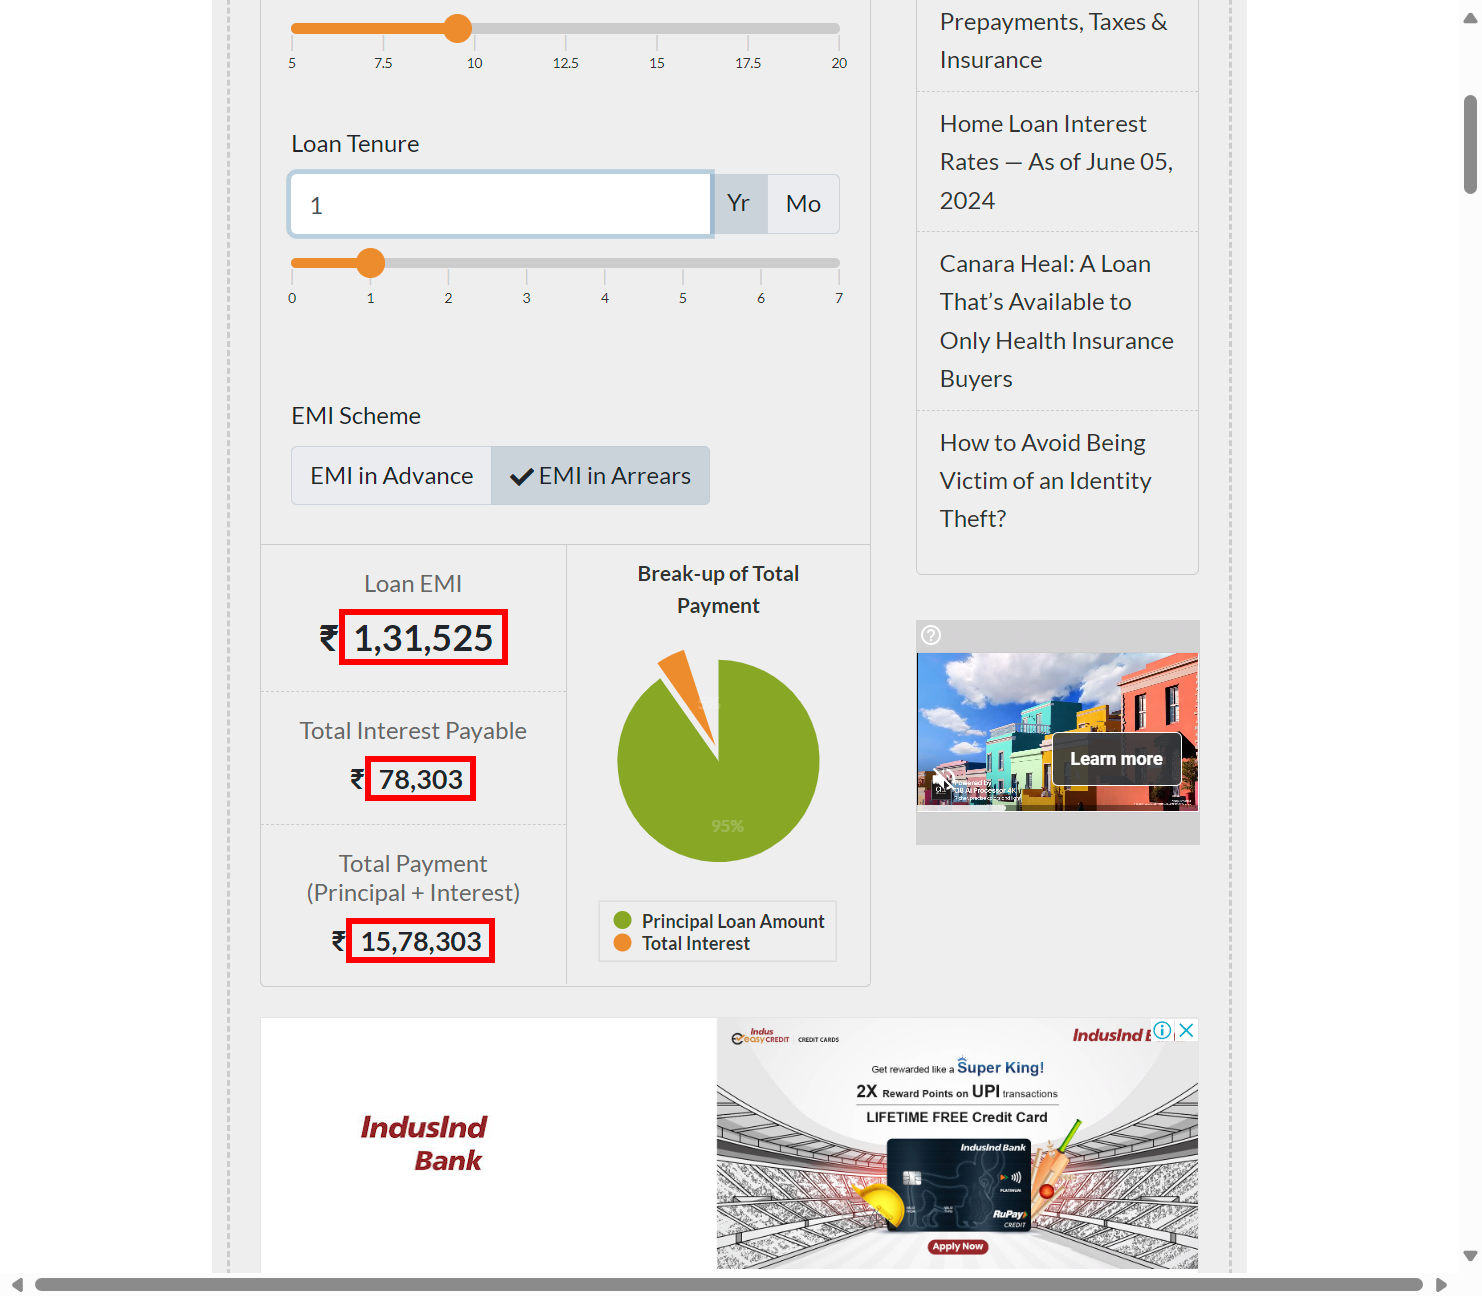 5 7.5 10 12.5 15 17.5 20
Loan Tenure
1 Yr Mo
0 1 2 3 4 5 6 7
EMI Scheme
EMI in Advance EMI in Arrears
Loan EMI
₹ 1,31,525
Total Interest Payable
₹ 78,303
Total Payment
(Principal + Interest)
₹ 15,78,303
Break-up of Total
Payment
95%
Principal Loan Amount
Total Interest
Prepayments, Taxes &
Insurance
Home Loan Interest
Rates — As of June 05,
2024
Canara Heal: A Loan
That’s Available to
Only Health Insurance
Buyers
How to Avoid Being
Victim of an Identity
Theft?
Learn more
Powered by
IndusInd
Bank
Indus
easy CREDIT | CREDIT CARDS
IndusInd
Get rewarded like a Super King!
2X Reward Points on UPI transactions
LIFETIME FREE Credit Card
IndusInd Bank
PLATINUM
RuPay
CREDIT
Apply Now